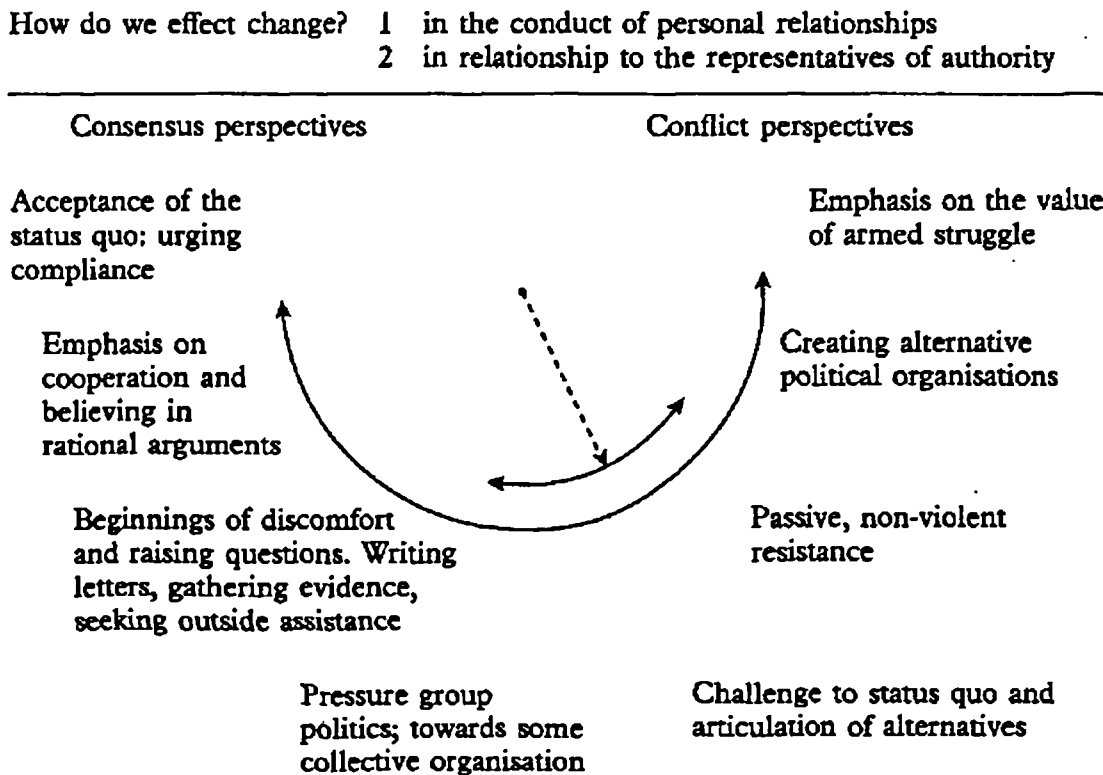 How do we effect change? 1 in the conduct of personal relationships
2 in relationship to the representatives of authority
Consensus perspectives
Conflict perspectives
Acceptance of the
status quo: urging
compliance
Emphasis on
cooperation and
believing in
rational arguments
Beginnings of discomfort
and raising questions. Writing
letters, gathering evidence,
seeking outside assistance
Pressure group
politics; towards some
collective organisation
Challenge to status quo and
articulation of alternatives
Passive, non-violent
resistance
Creating alternative
political organisations
Emphasis on the value
of armed struggle